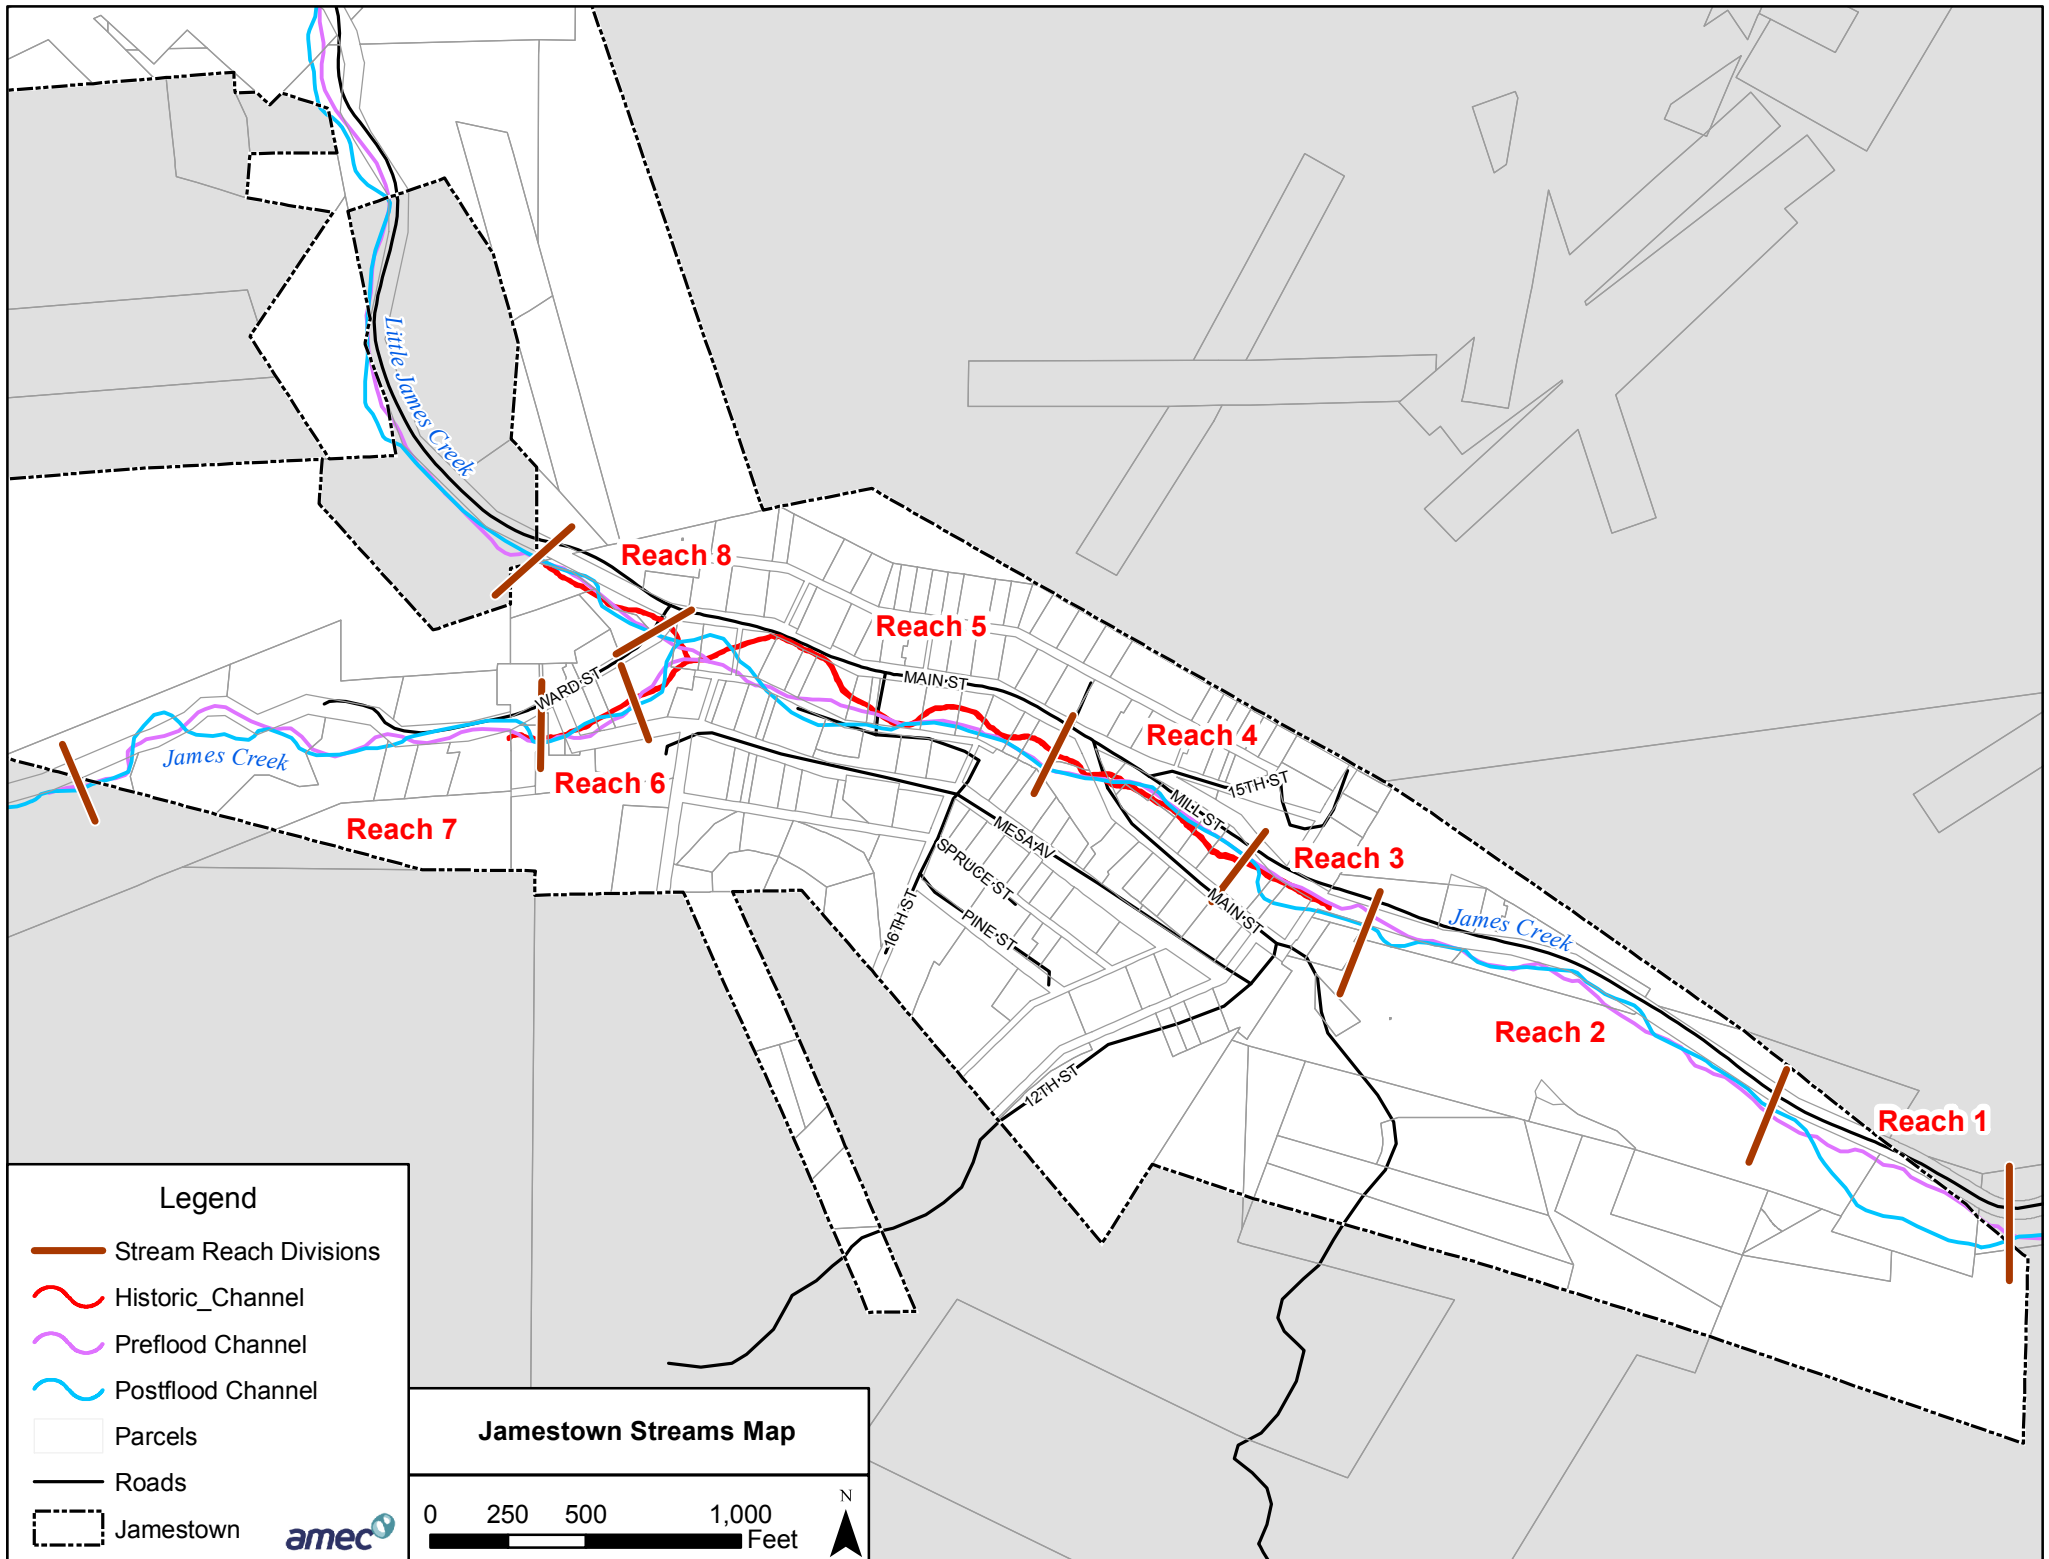 Little James Creek
Reach 8
Reach 5
MAIN ST
WARD ST
Reach 4
James Creek
15TH ST
Reach 6
MILL ST
Reach 7
MESA AV
Reach 3
SPRUCE ST
MAIN ST
16TH ST
PINE ST
James Creek
Reach 2
12TH ST
Reach 1
Legend
Stream Reach Divisions
Historic_Channel
Preflood Channel
Postflood Channel
Parcels
Roads
Jamestown
amec
Jamestown Streams Map
0 250 500 1,000
Feet
N